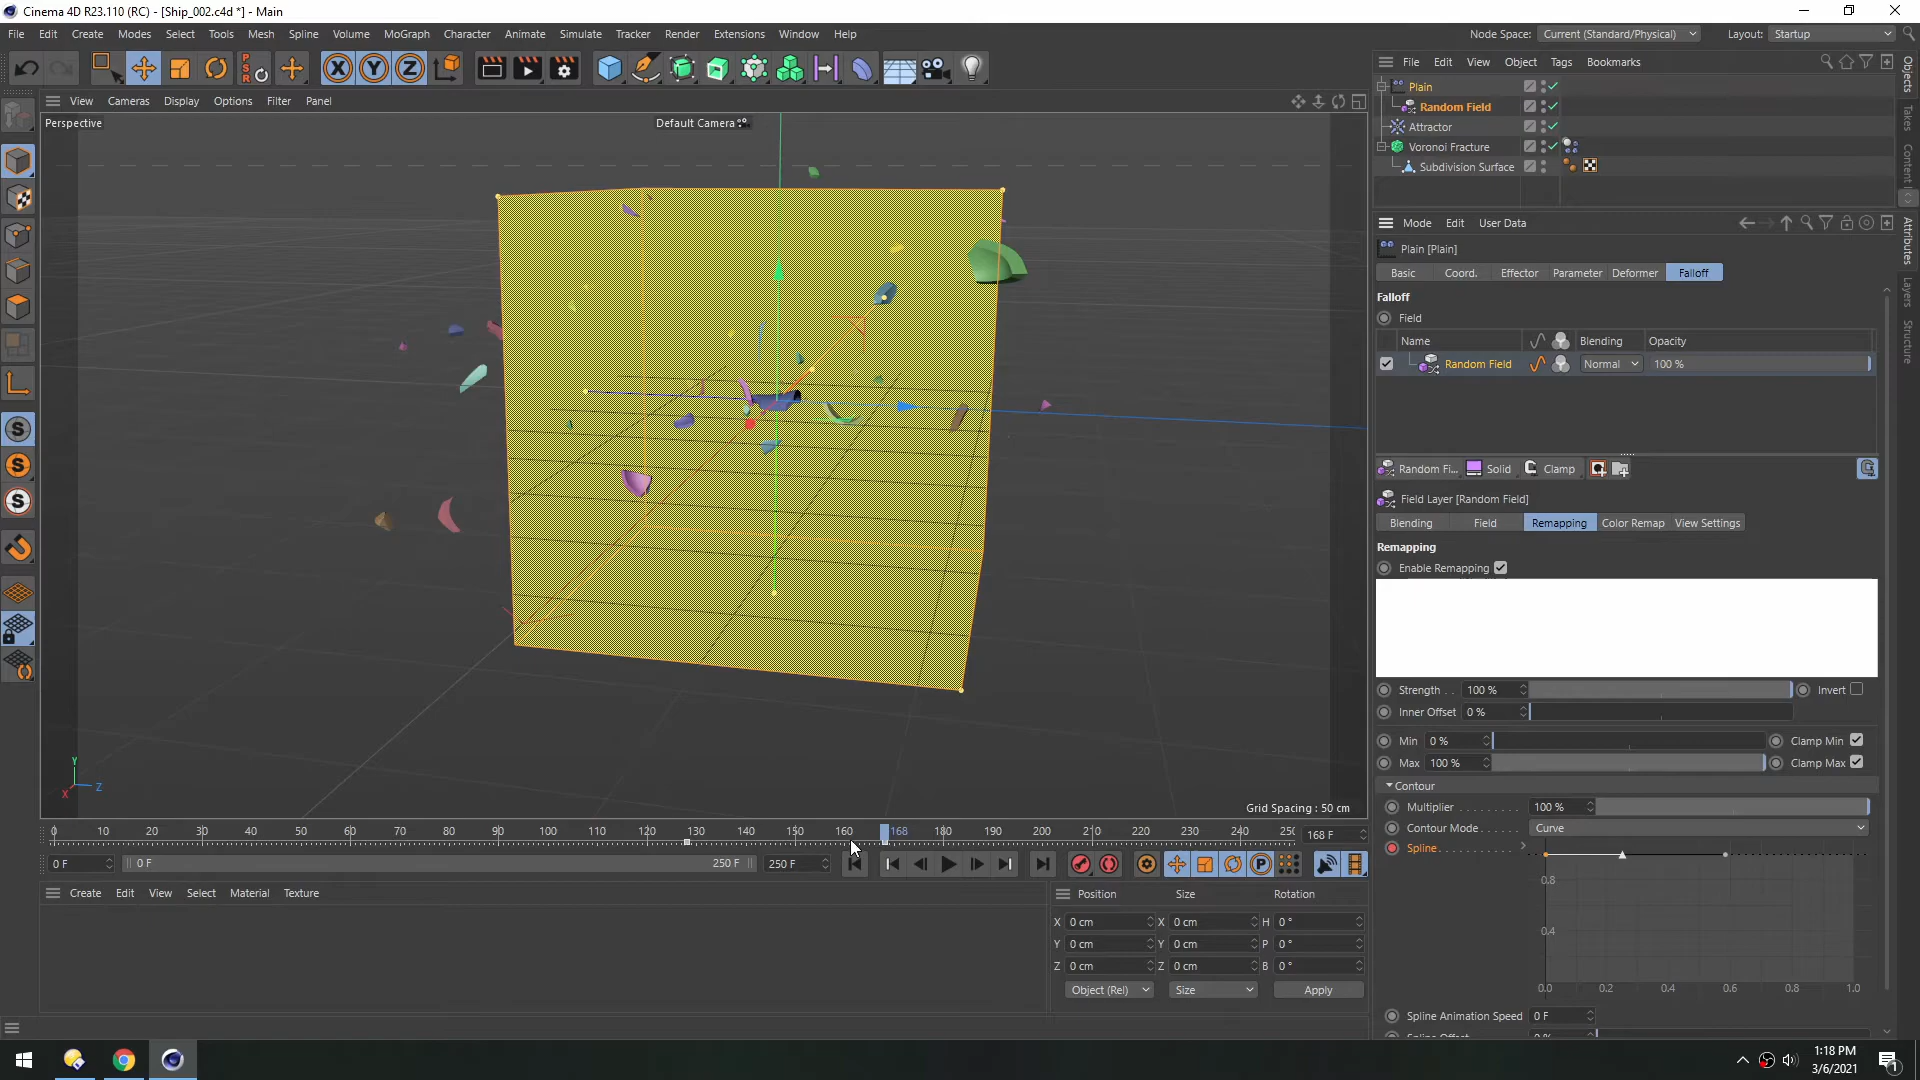 Cinema 4D R23.110 (RC) - [Ship_002.c4d *] - Main
File Edit Create Modes Select Tools Mesh Spline Volume MoGraph Character Animate Simulate Tracker Render Extensions Window Help
Node Space: Current (Standard/Physical) Layout: Startup
PSR X Y Z
View Cameras Display Options Filter Panel
Perspective
Default Camera
Y
Z
X
Grid Spacing : 50 cm
0 10 20 30 40 50 60 70 80 90 100 110 120 130 140 150 160 168 180 190 200 210 220 230 240 250 168 F
0 F 0 F 250 F 250 F
Create Edit View Select Material Texture
Position Size Rotation
X 0 cm X 0 cm H 0 °
Y 0 cm Y 0 cm P 0 °
Z 0 cm Z 0 cm B 0 °
Object (Rel) Size Apply
File Edit View Object Tags Bookmarks
Plain
Random Field
Attractor
Voronoi Fracture
Subdivision Surface
Objects
Takes
Attributes
Layers
Structure
Mode Edit User Data
Plain [Plain]
Basic Coord. Effector Parameter Deformer Falloff
Falloff
Field
Name Blending Opacity
Random Field Normal 100 %
Random Fi... Solid Clamp
Field Layer [Random Field]
Blending Field Remapping Color Remap View Settings
Remapping
Enable Remapping
Strength . . 100 % Invert
Inner Offset 0 %
Min 0 % Clamp Min
Max 100 % Clamp Max
Contour
Multiplier . . . . . . . . . 100 %
Contour Mode . . . . . . Curve
Spline. . . . . . . . . . . . .
0.8
0.4
0.0 0.2 0.4 0.6 0.8 1.0
Spline Animation Speed 0 F
1:18 PM
3/6/2021